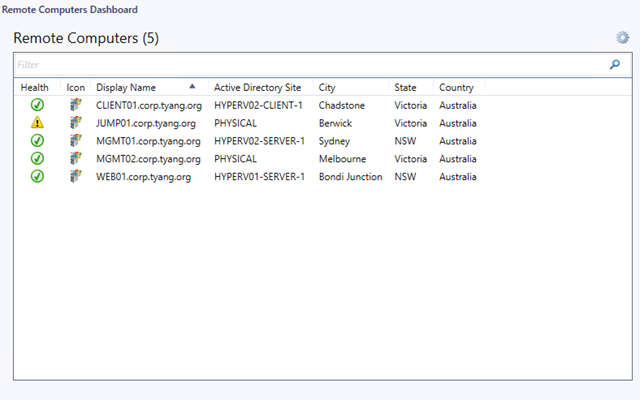 Remote Computers Dashboard
Remote Computers (5)
Filter
Health Icon Display Name Active Directory Site City State Country
CLIENT01.corp.tyang.org HYPERV02-CLIENT-1 Chadstone Victoria Australia
JUMP01.corp.tyang.org PHYSICAL Berwick Victoria Australia
MGMT01.corp.tyang.org HYPERV02-SERVER-1 Sydney NSW Australia
MGMT02.corp.tyang.org PHYSICAL Melbourne Victoria Australia
WEB01.corp.tyang.org HYPERV01-SERVER-1 Bondi Junction NSW Australia